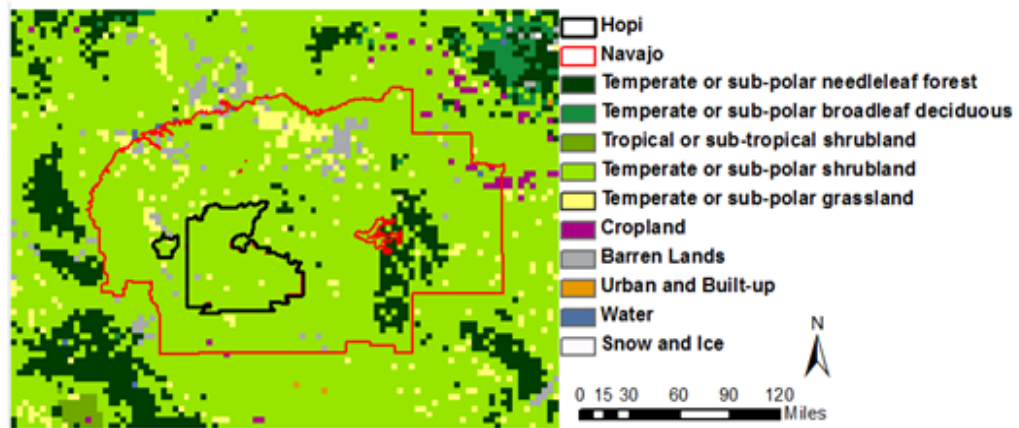 Hopi
Navajo
Temperate or sub-polar needleleaf forest
Temperate or sub-polar broadleaf deciduous
Tropical or sub-tropical shrubland
Temperate or sub-polar shrubland
Temperate or sub-polar grassland
Cropland
Barren Lands
Urban and Built-up
Water
Snow and Ice
N
0 15 30 60 90 120
Miles